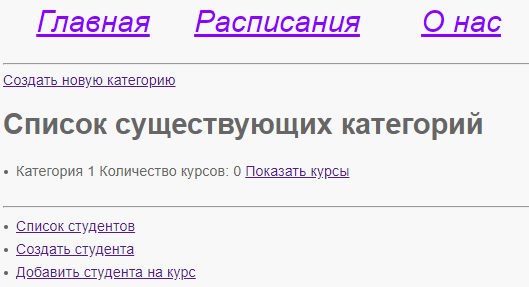 Главная Расписания О нас
Создать новую категорию
Список существующих категорий
• Категория 1 Количество курсов: 0 Показать курсы
• Список студентов
• Создать студента
• Добавить студента на курс